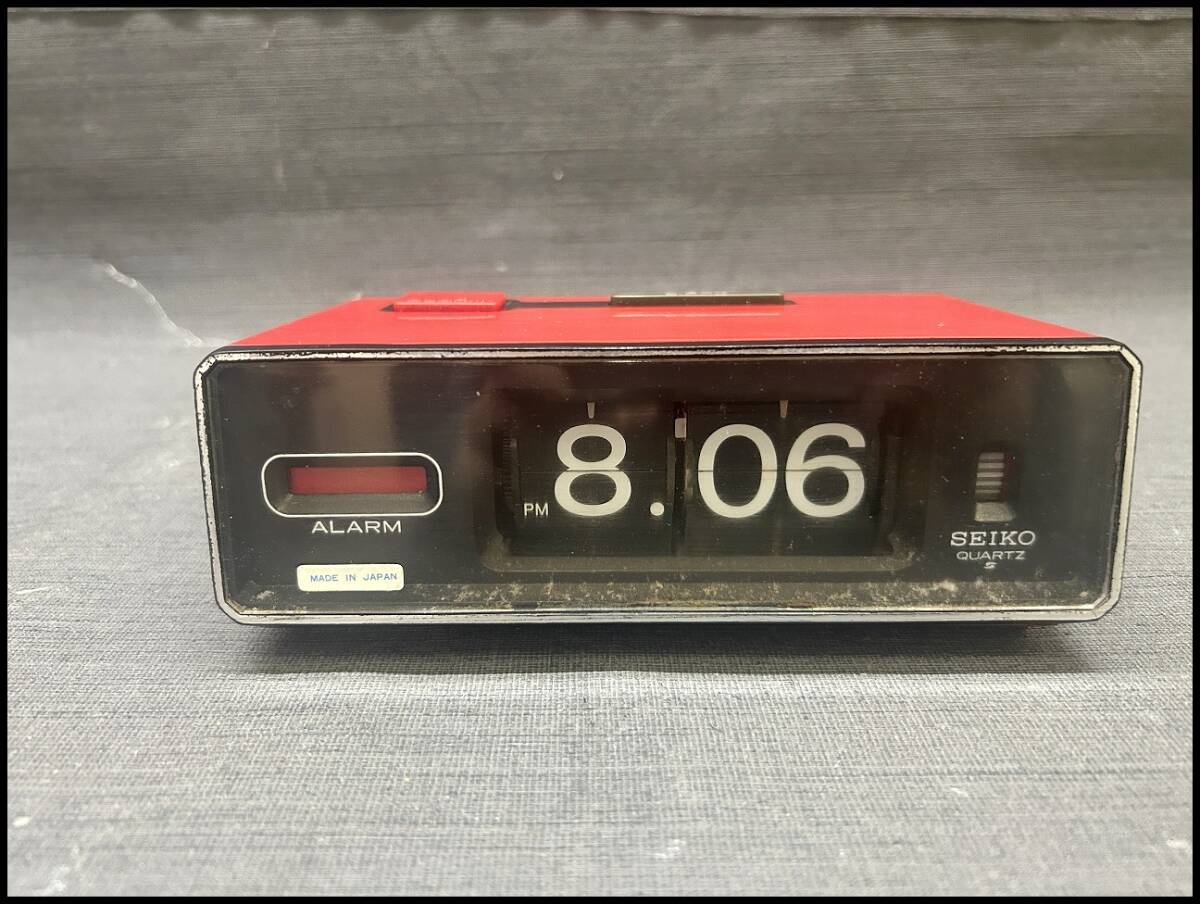 PM 8.06
ALARM
MADE IN JAPAN
SEIKO
QUARTZ